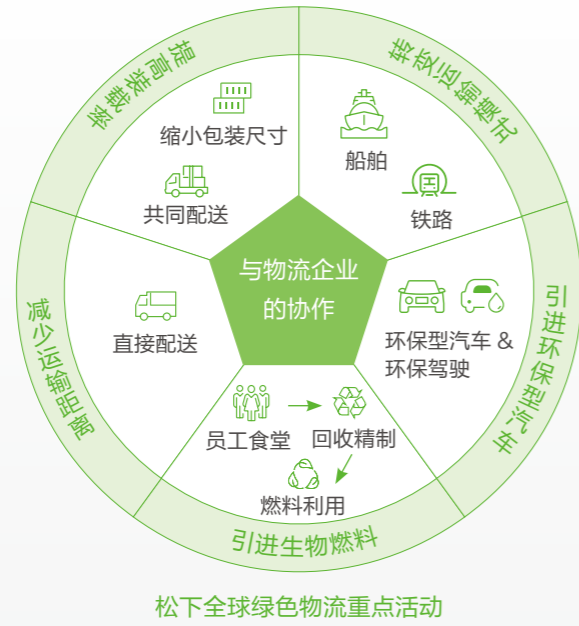 提高装载率
转变运输模式
缩小包装尺寸
船舶
共同配送
铁路
与物流企业
的协作
减少运输距离
直接配送
环保型汽车 &
环保驾驶
引进环保型汽车
员工食堂
回收精制
燃料利用
引进生物燃料
松下全球绿色物流重点活动